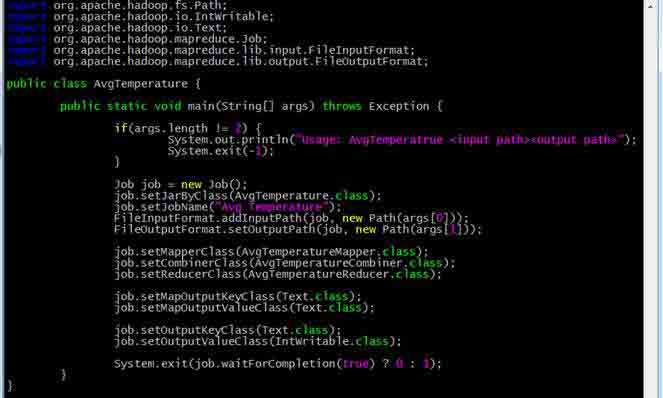 import org.apache.hadoop.fs.Path;
import org.apache.hadoop.io.IntWritable;
import org.apache.hadoop.io.Text;
import org.apache.hadoop.mapreduce.Job;
import org.apache.hadoop.mapreduce.lib.input.FileInputFormat;
import org.apache.hadoop.mapreduce.lib.output.FileOutputFormat;
public class AvgTemperature {
public static void main(String[] args) throws Exception {
if(args.length != 2) {
System.out.println("Usage: AvgTemperatrue <input path><output path>");
System.exit(-1);
}
Job job = new Job();
job.setJarByClass(AvgTemperature.class);
job.setJobName("Avg Temperature");
FileInputFormat.addInputPath(job, new Path(args[0]));
FileOutputFormat.setOutputPath(job, new Path(args[1]));
job.setMapperClass(AvgTemperatureMapper.class);
job.setCombinerClass(AvgTemperatureCombiner.class);
job.setReducerClass(AvgTemperatureReducer.class);
job.setMapOutputKeyClass(Text.class);
job.setMapOutputValueClass(Text.class);
job.setOutputKeyClass(Text.class);
job.setOutputValueClass(IntWritable.class);
System.exit(job.waitForCompletion(true) ? 0 : 1);
}
}